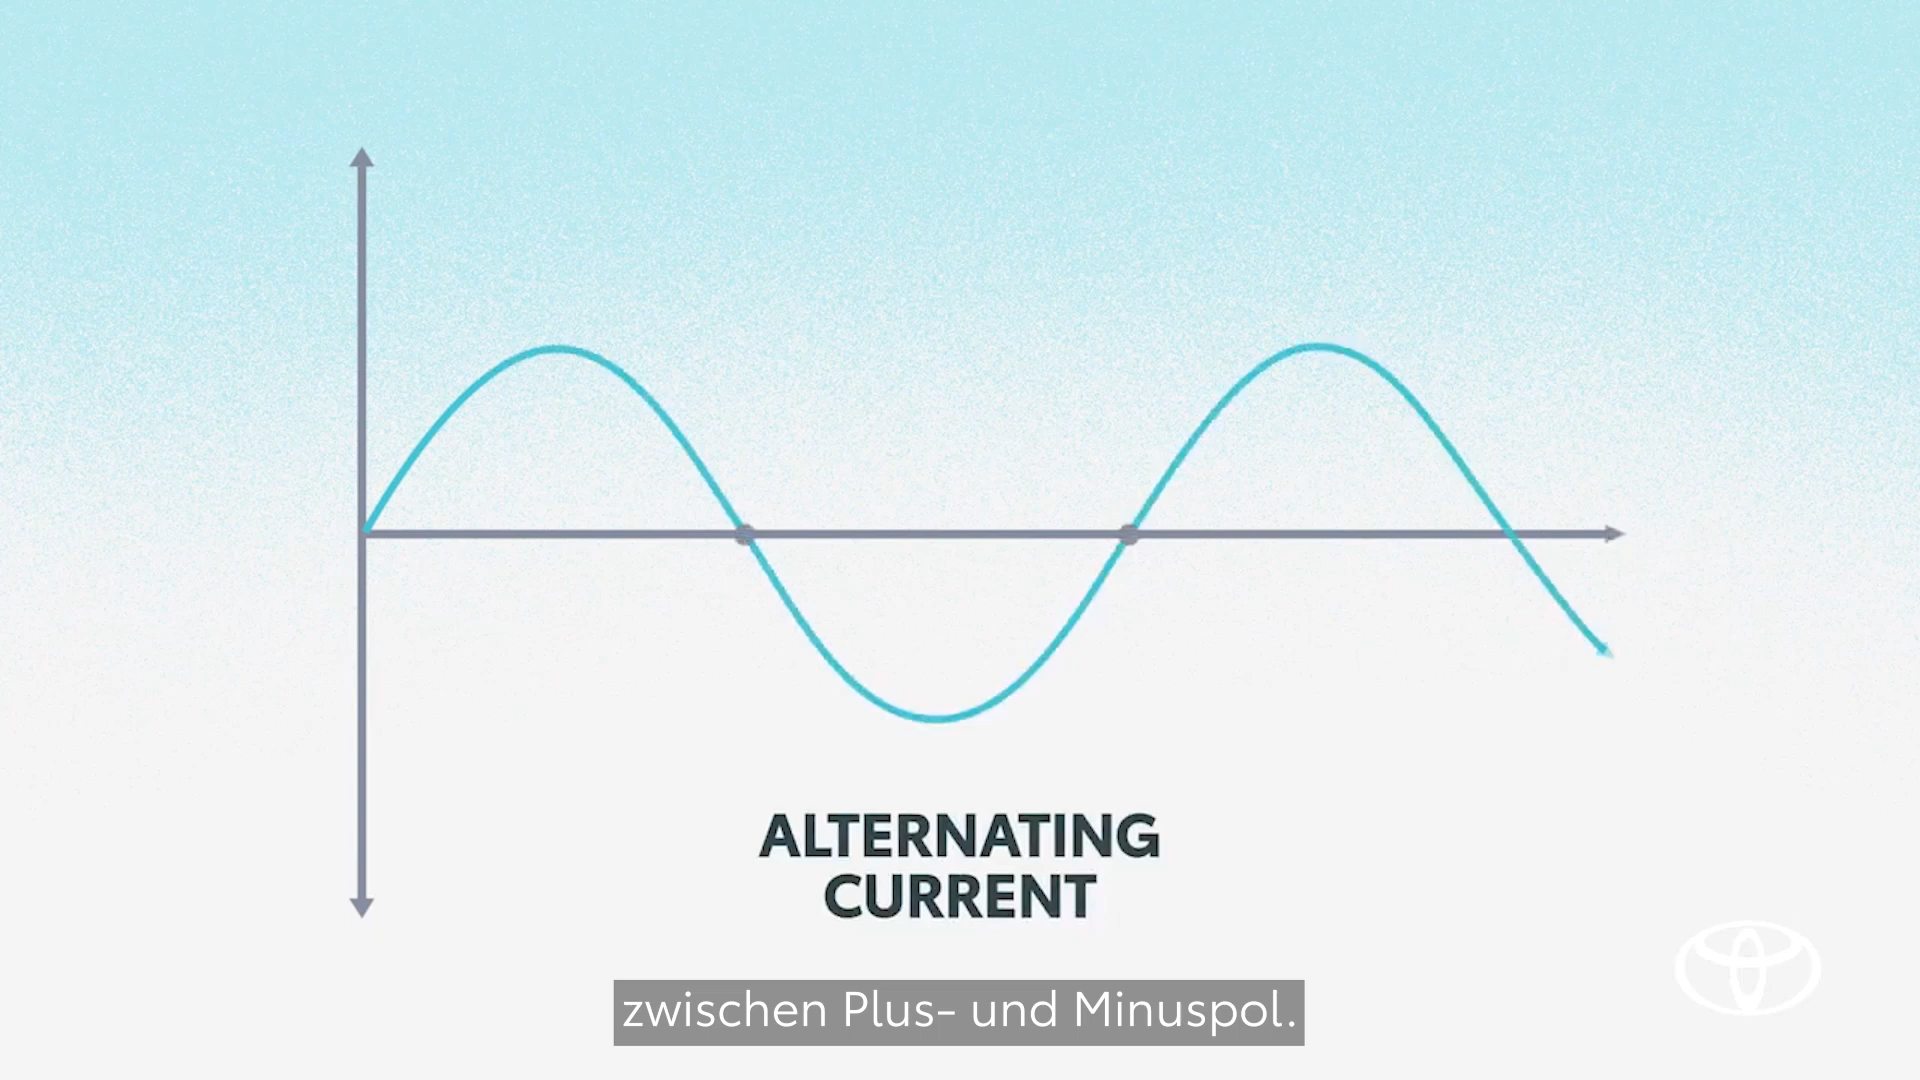 ALTERNATING
CURRENT
zwischen Plus- und Minuspol.